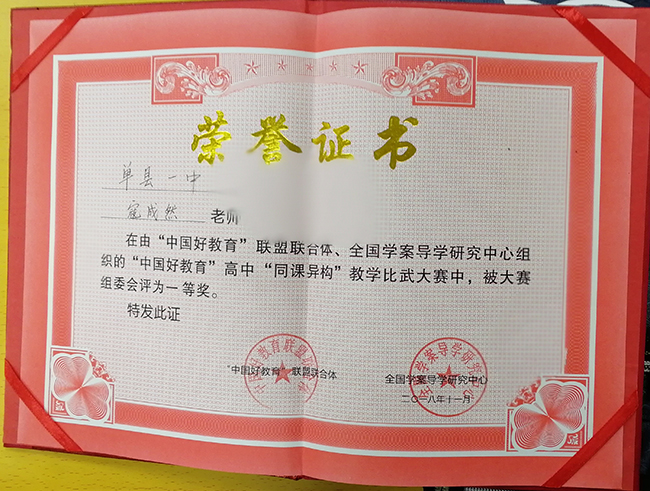 荣誉证书
单县一中
寇成然 老师
在由“中国好教育”联盟联合体、全国学案导学研究中心组
织的“中国好教育”高中“同课异构”教学比武大赛中，被大赛
组委会评为一等奖。
特发此证
“中国好教育”联盟联合体
全国学案导学研究中心
二〇一八年十一月